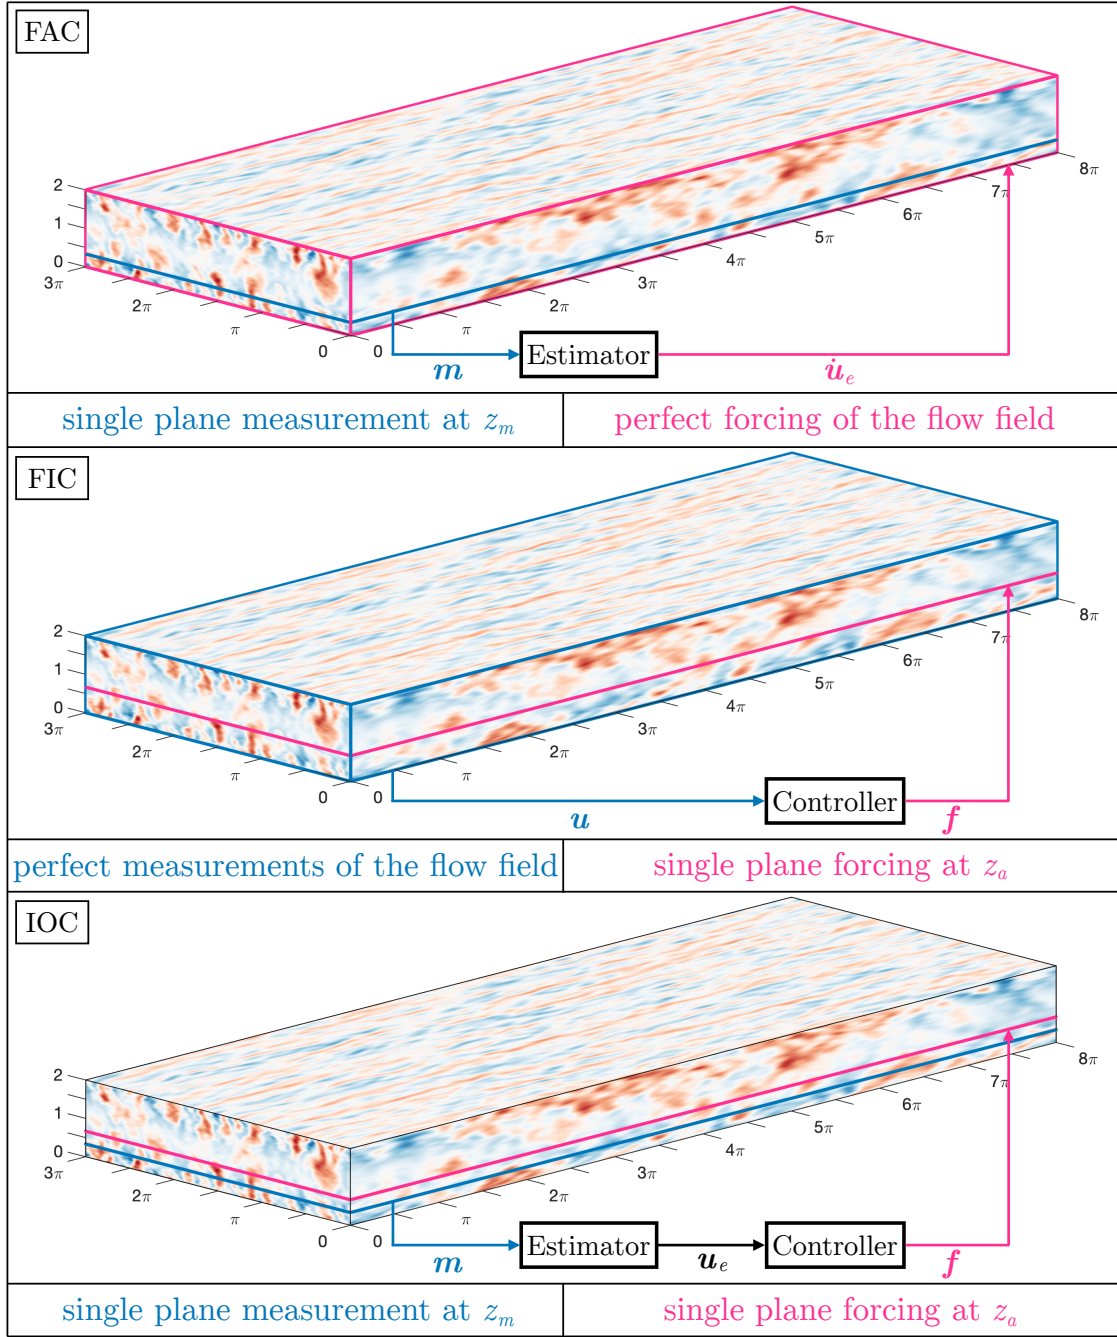 FAC
2
1
0
3π
2π
π
0
0
π
2π
3π
4π
5π
6π
7π
8π
m
Estimator
u̇ₑ
single plane measurement at zₘ
perfect forcing of the flow field
FIC
2
1
0
3π
2π
π
0
0
π
2π
3π
4π
5π
6π
7π
8π
u
Controller
f
perfect measurements of the flow field
single plane forcing at zₐ
IOC
2
1
0
3π
2π
π
0
0
π
2π
3π
4π
5π
6π
7π
8π
m
Estimator
uₑ
Controller
f
single plane measurement at zₘ
single plane forcing at zₐ